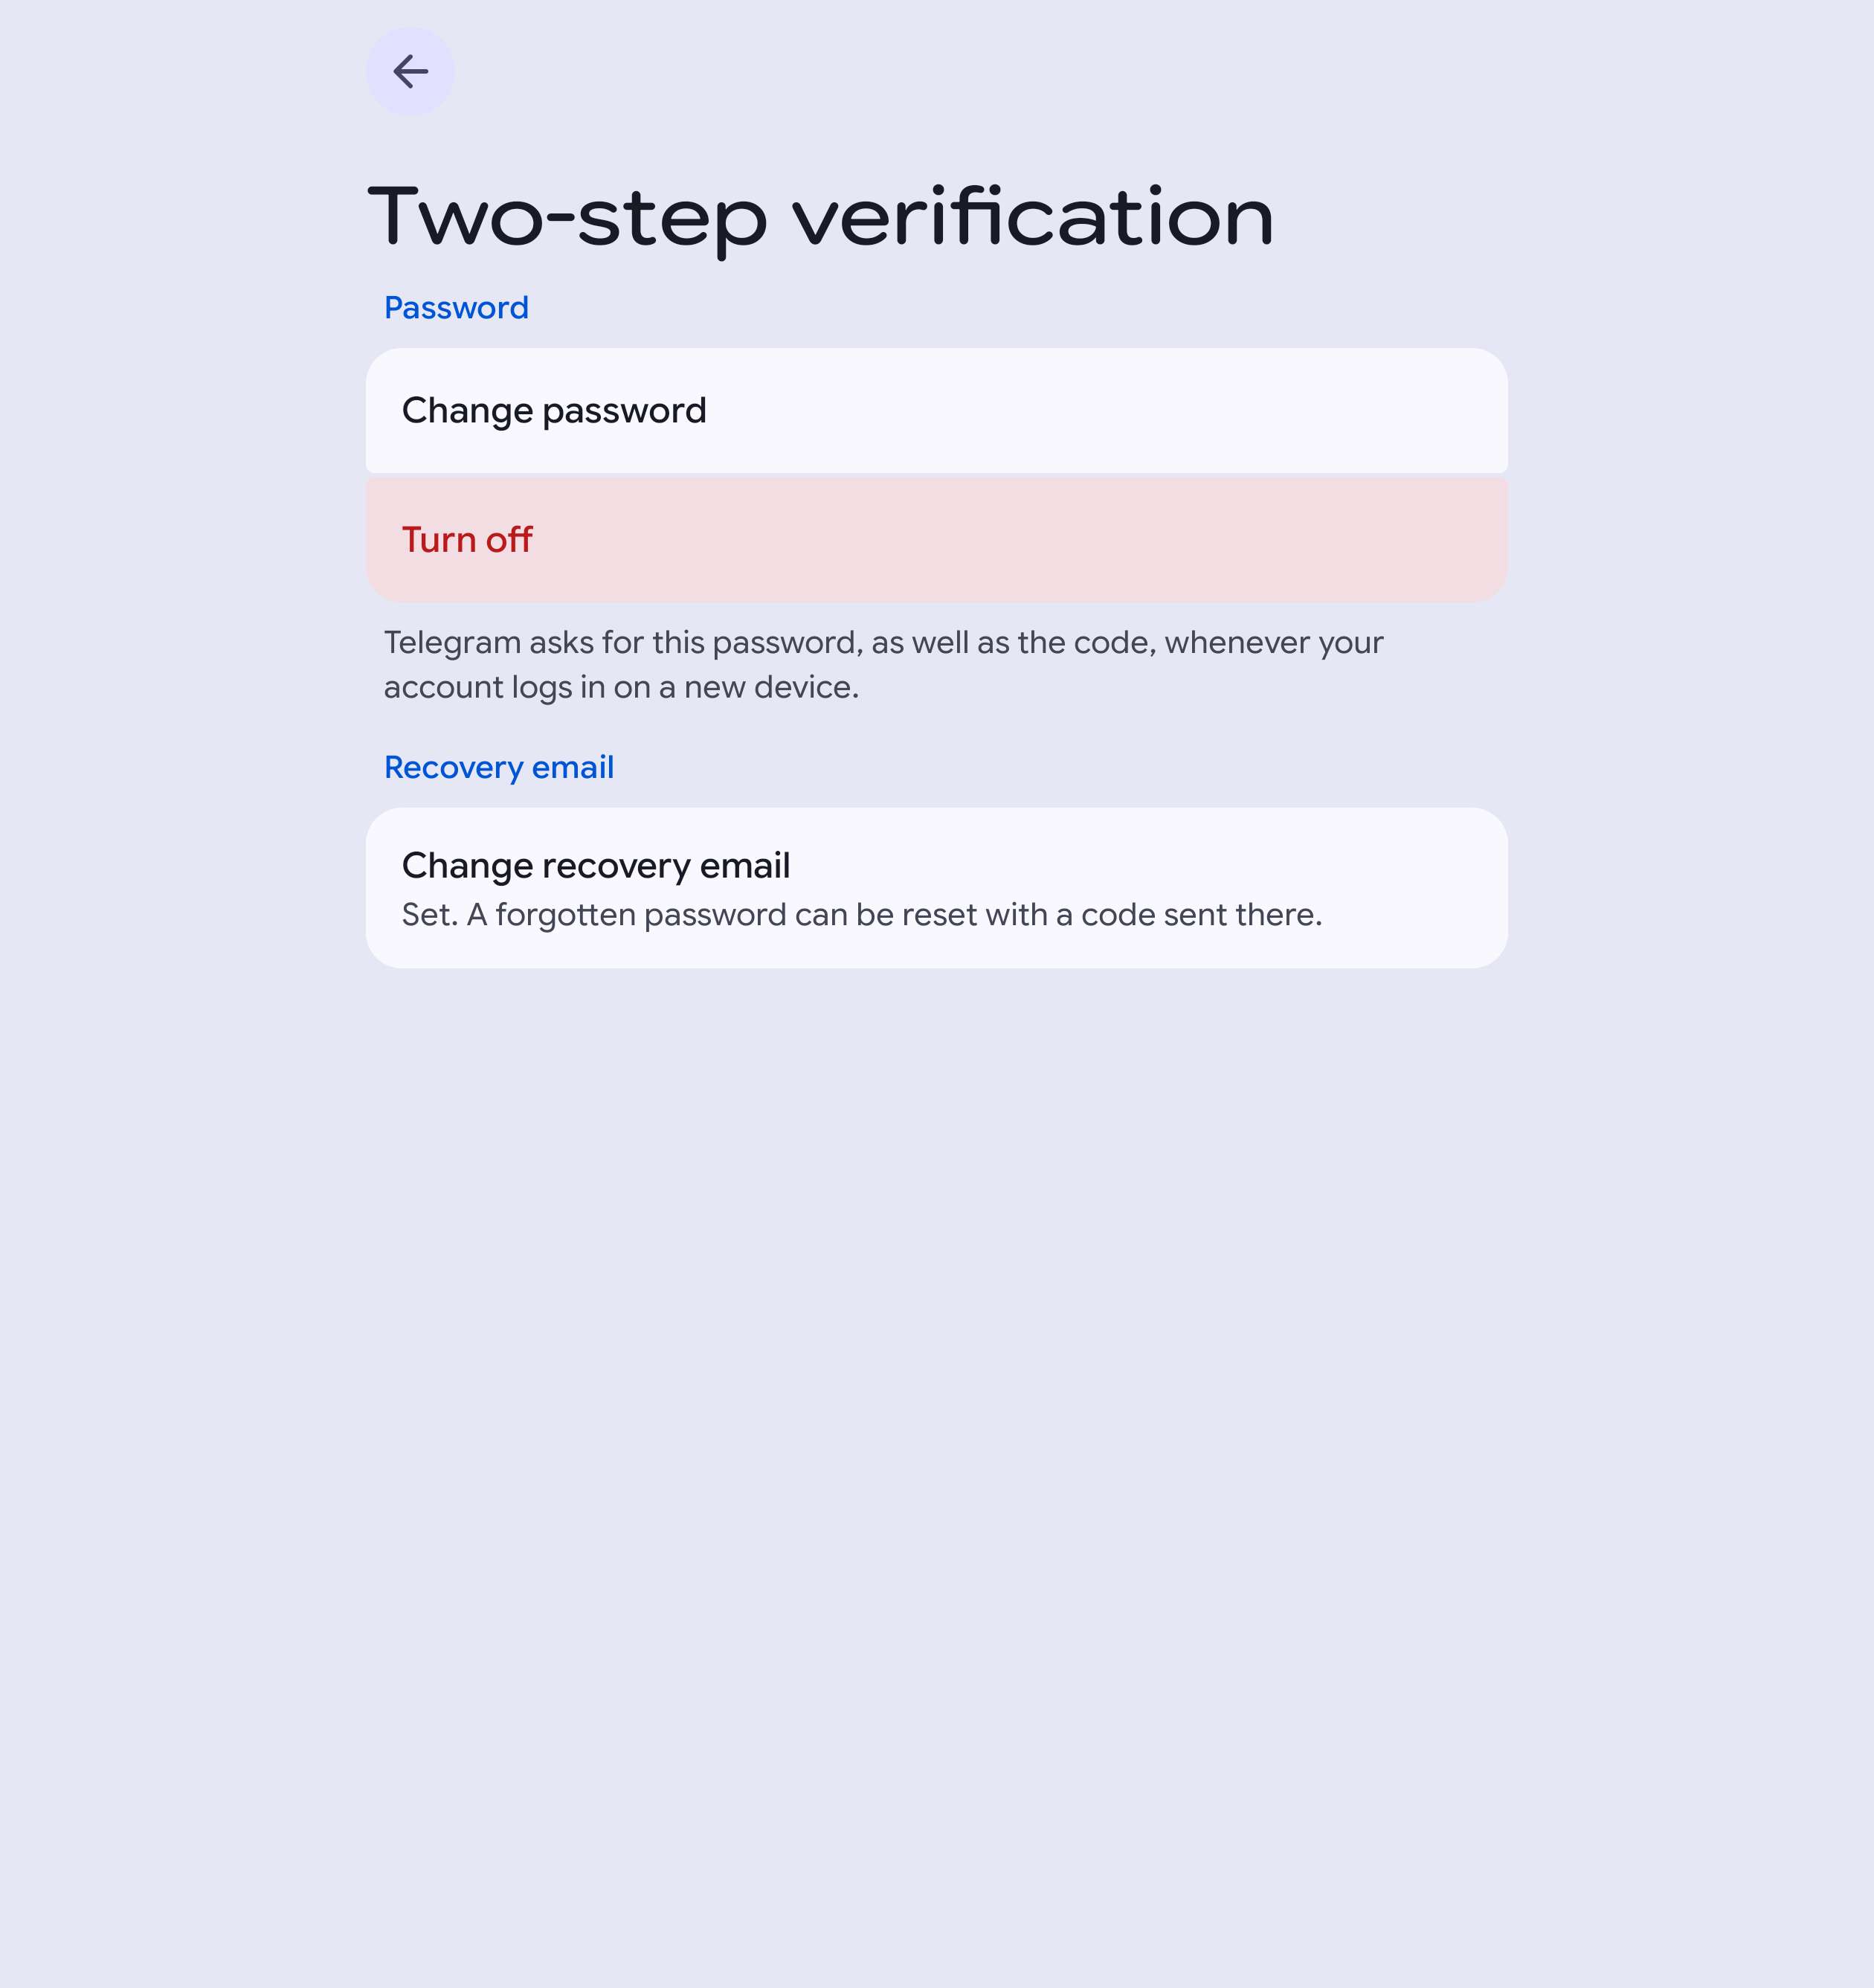 Two-step verification
Password
Change password
Turn off
Telegram asks for this password, as well as the code, whenever your
account logs in on a new device.
Recovery email
Change recovery email
Set. A forgotten password can be reset with a code sent there.